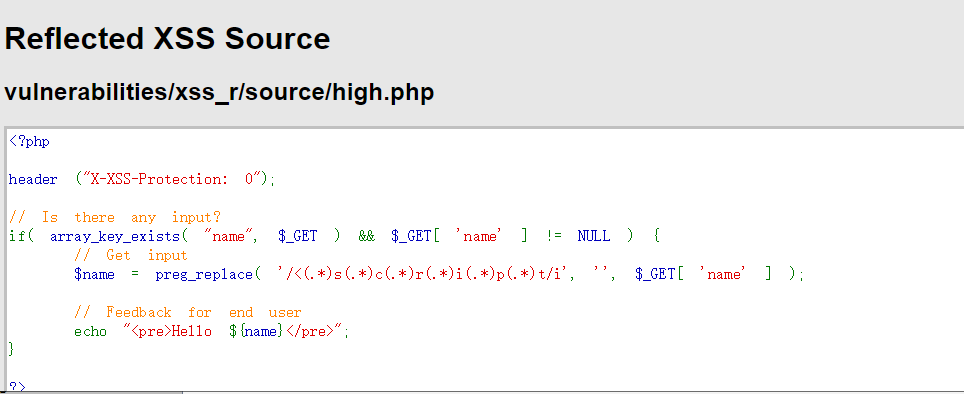 Reflected XSS Source
vulnerabilities/xss_r/source/high.php
<?php
header ("X-XSS-Protection: 0");
// Is there any input?
if( array_key_exists( "name", $_GET ) && $_GET[ 'name' ] != NULL ) {
// Get input
$name = preg_replace( '/<(.*)s(.*)c(.*)r(.*)i(.*)p(.*)t/i', '', $_GET[ 'name' ] );
// Feedback for end user
echo "<pre>Hello ${name}</pre>";
}
?>